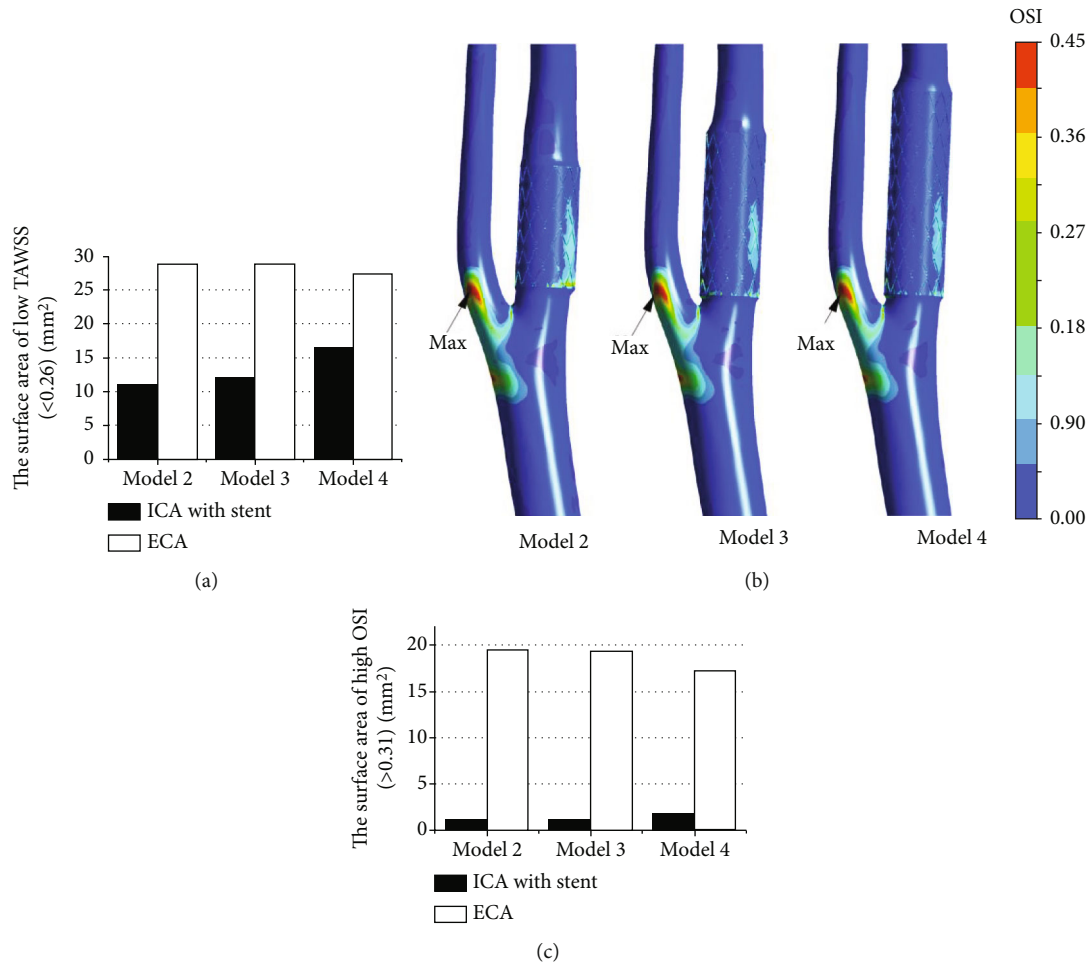 The surface area of low TAWSS
(<0.26) (mm²)
30
25
20
15
10
5
0
Model 2 Model 3 Model 4
ICA with stent
ECA
(a)
OSI
0.45
0.36
0.27
0.18
0.90
0.00
Max
Max
Max
Model 2
Model 3
Model 4
(b)
The surface area of high OSI
(>0.31) (mm²)
20
15
10
5
0
Model 2 Model 3 Model 4
ICA with stent
ECA
(c)